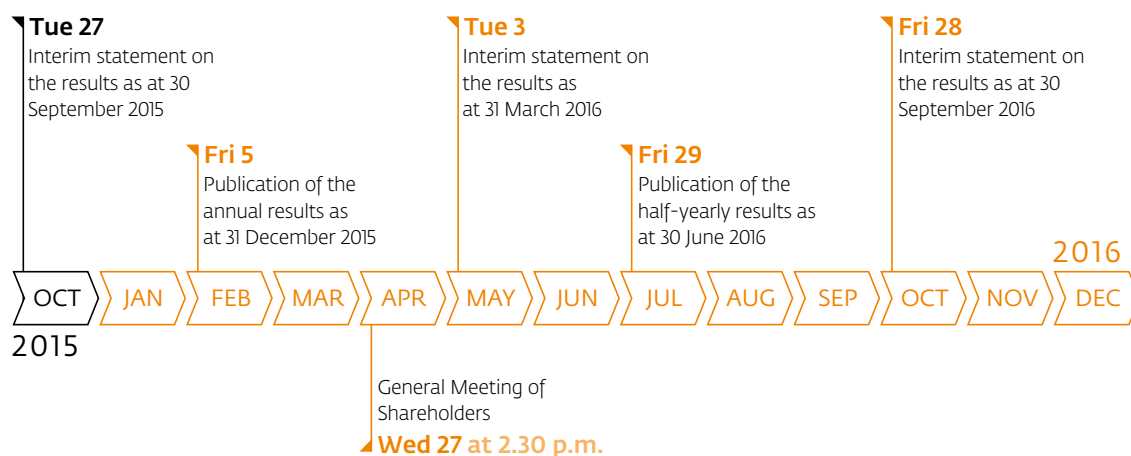 Tue 27
Interim statement on
the results as at 30
September 2015
Tue 3
Interim statement on
the results as
at 31 March 2016
Fri 28
Interim statement on
the results as at 30
September 2016
Fri 5
Publication of the
annual results as
at 31 December 2015
Fri 29
Publication of the
half-yearly results as
at 30 June 2016
2016
OCT JAN FEB MAR APR MAY JUN JUL AUG SEP OCT NOV DEC
2015
General Meeting of
Shareholders
Wed 27 at 2.30 p.m.